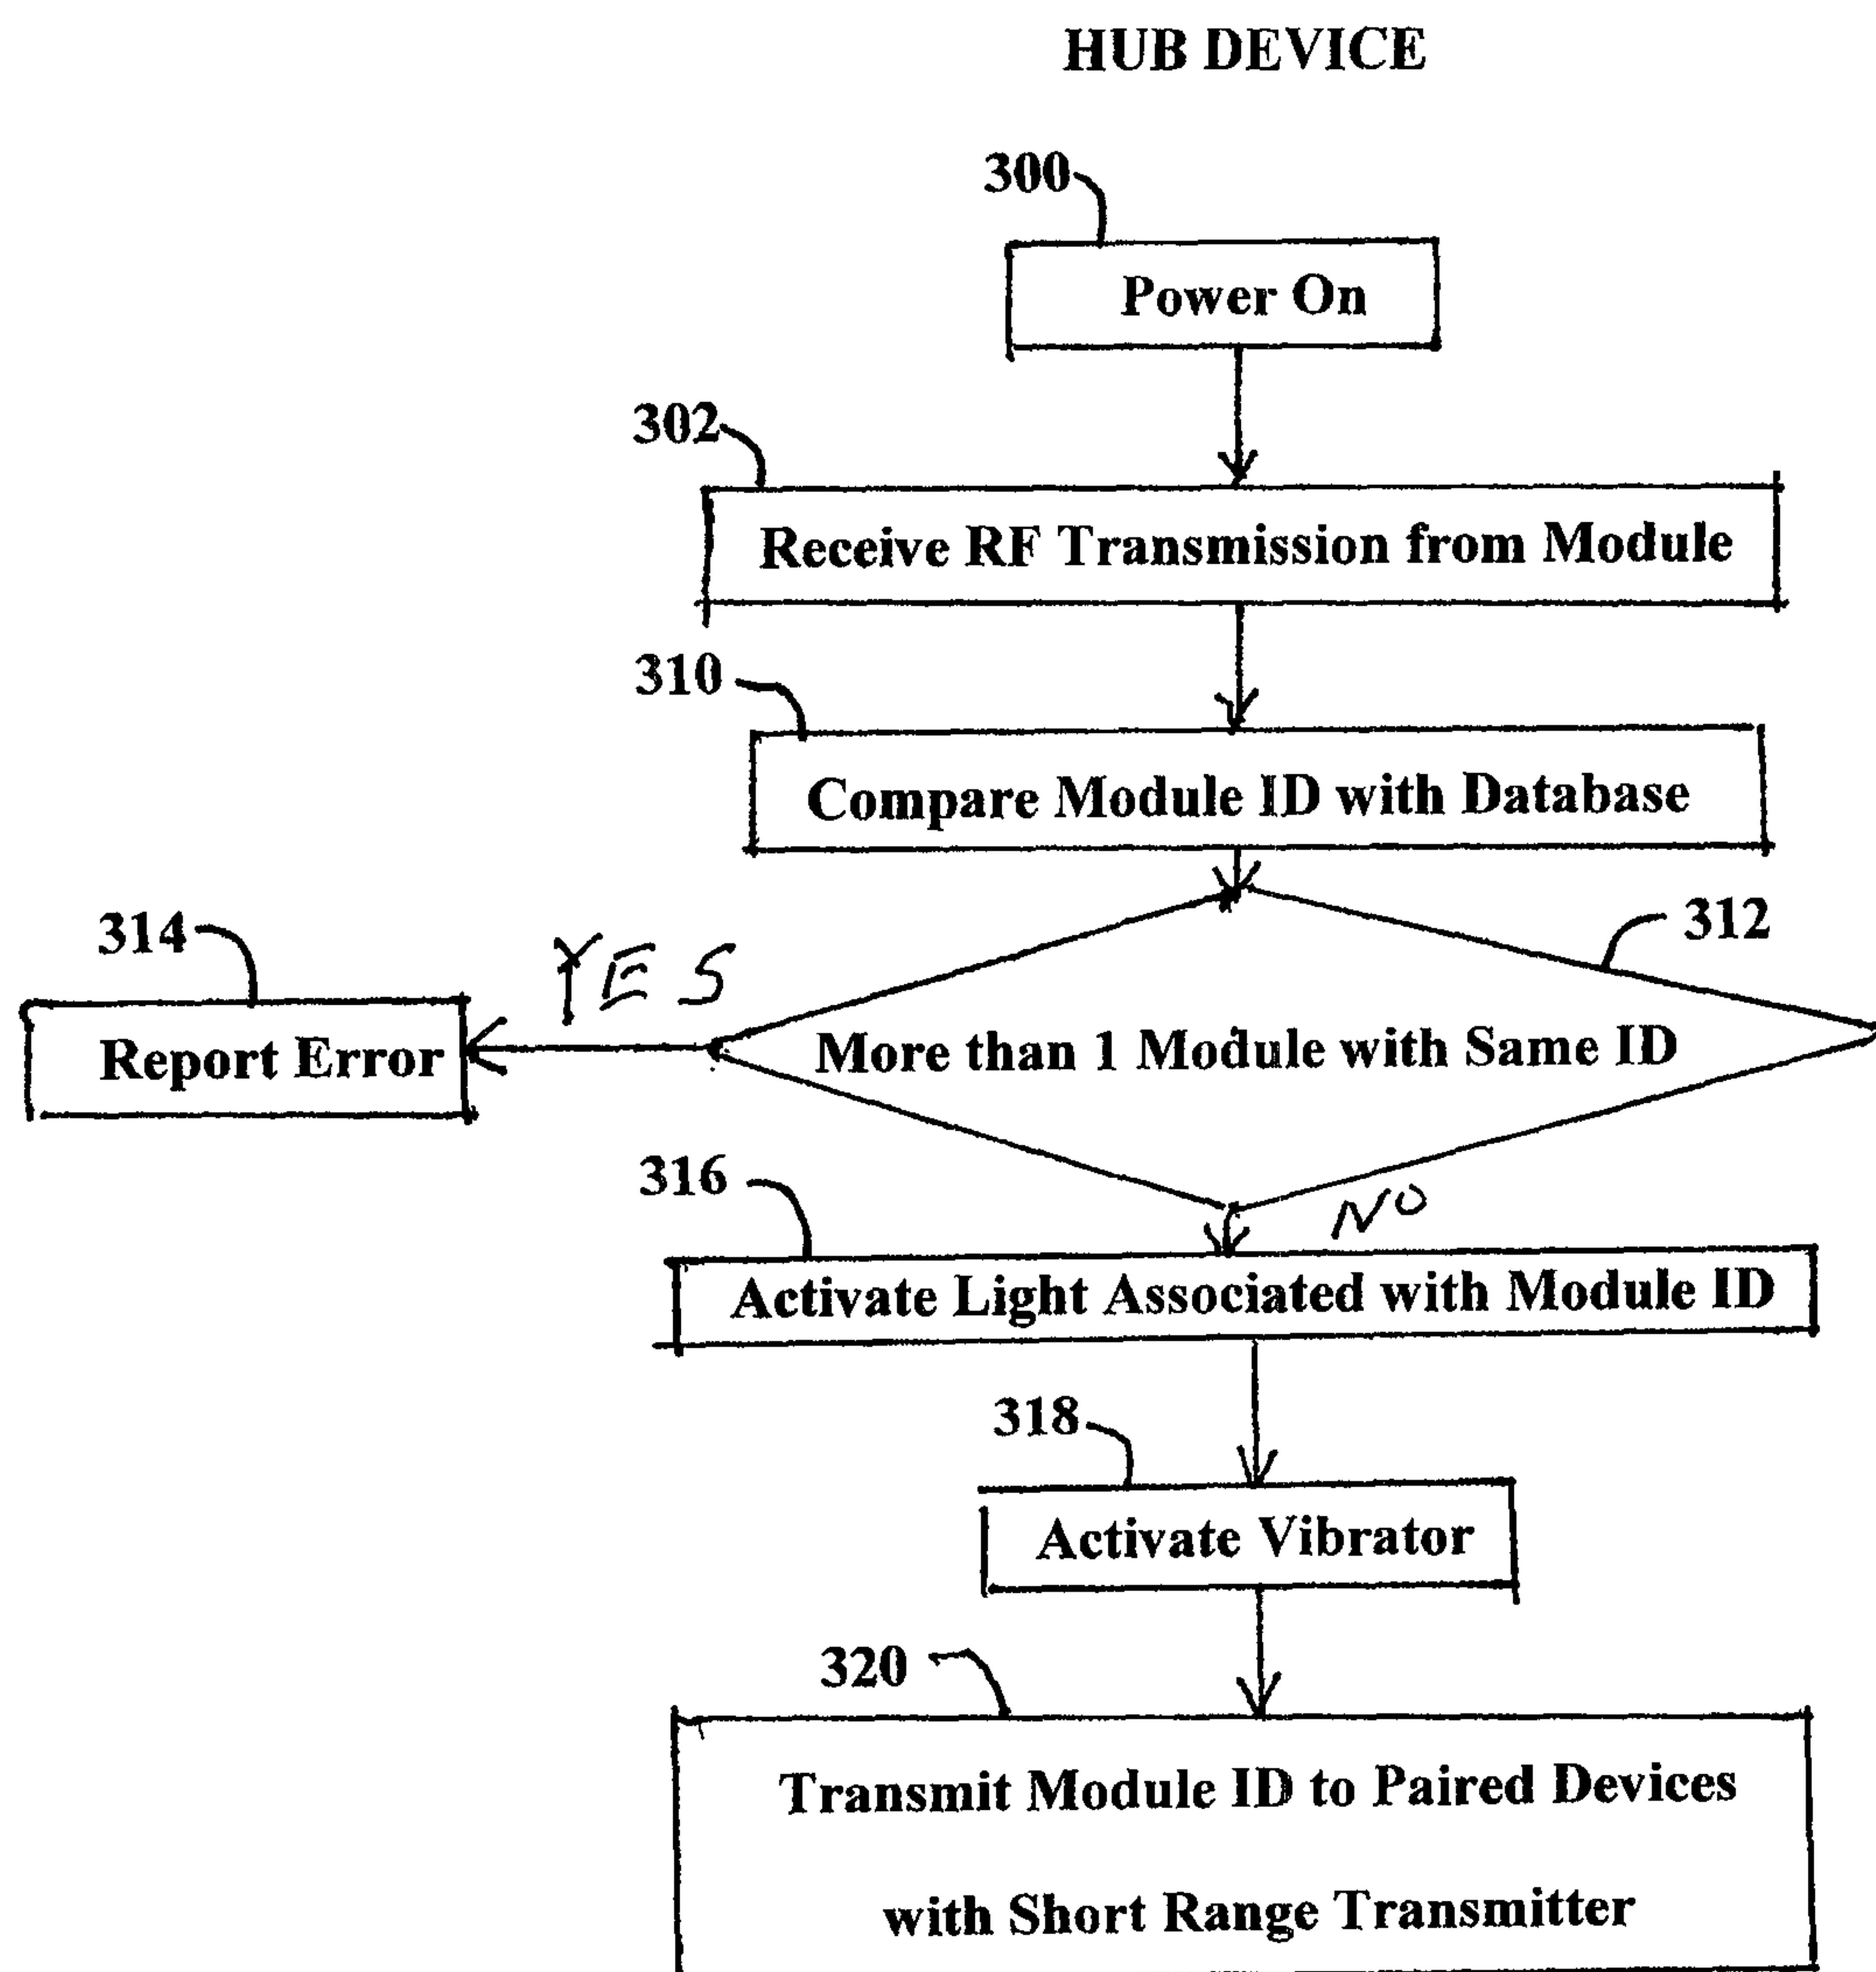 HUB DEVICE
300
Power On
302
Receive RF Transmission from Module
310
Compare Module ID with Database
314
YES
312
Report Error
More than 1 Module with Same ID
316
NO
Activate Light Associated with Module ID
318
Activate Vibrator
320
Transmit Module ID to Paired Devices
with Short Range Transmitter